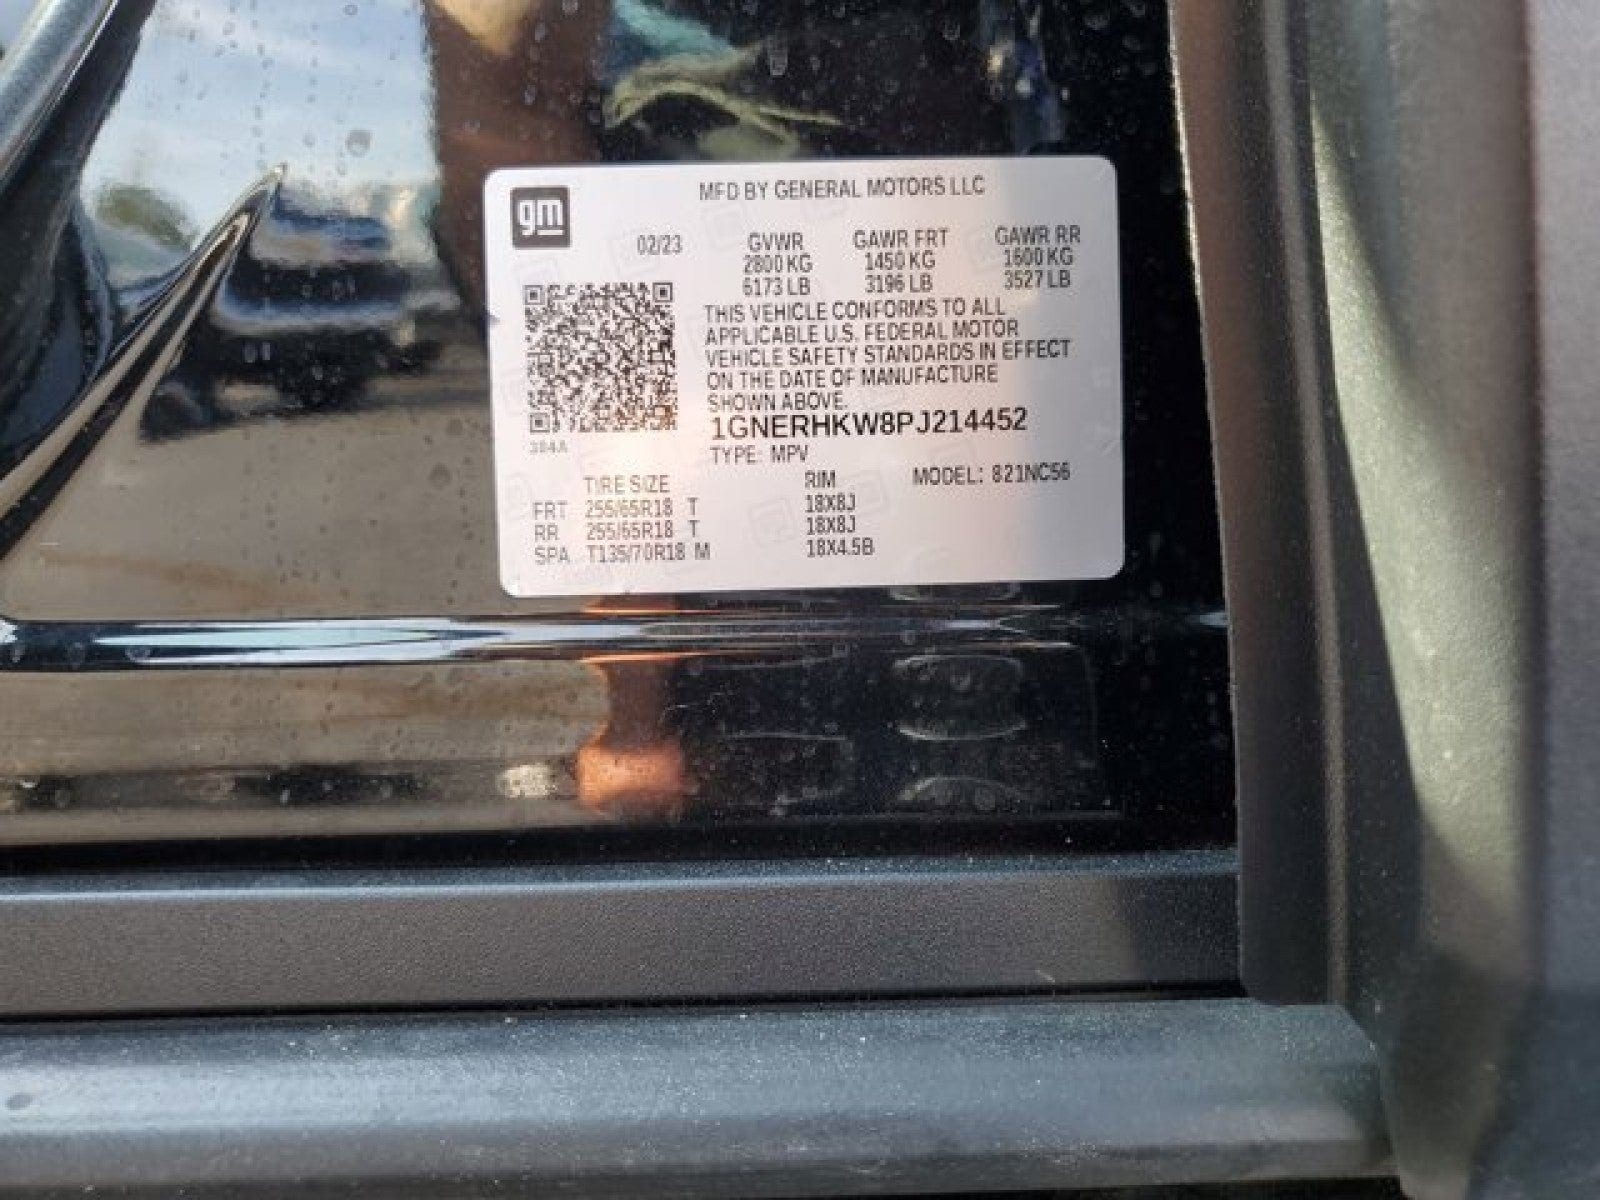 gm
MFD BY GENERAL MOTORS LLC
02/23 GVWR GAWR FRT GAWR RR
2800 KG 1450 KG 1600 KG
6173 LB 3196 LB 3527 LB
THIS VEHICLE CONFORMS TO ALL
APPLICABLE U.S. FEDERAL MOTOR
VEHICLE SAFETY STANDARDS IN EFFECT
ON THE DATE OF MANUFACTURE
SHOWN ABOVE.
1GNERHKW8PJ214452
384A
TYPE: MPV
TIRE SIZE RIM MODEL: 821NC56
FRT 255/65R18 T 18X8J
RR 255/65R18 T 18X8J
SPA T135/70R18 M 18X4.5B